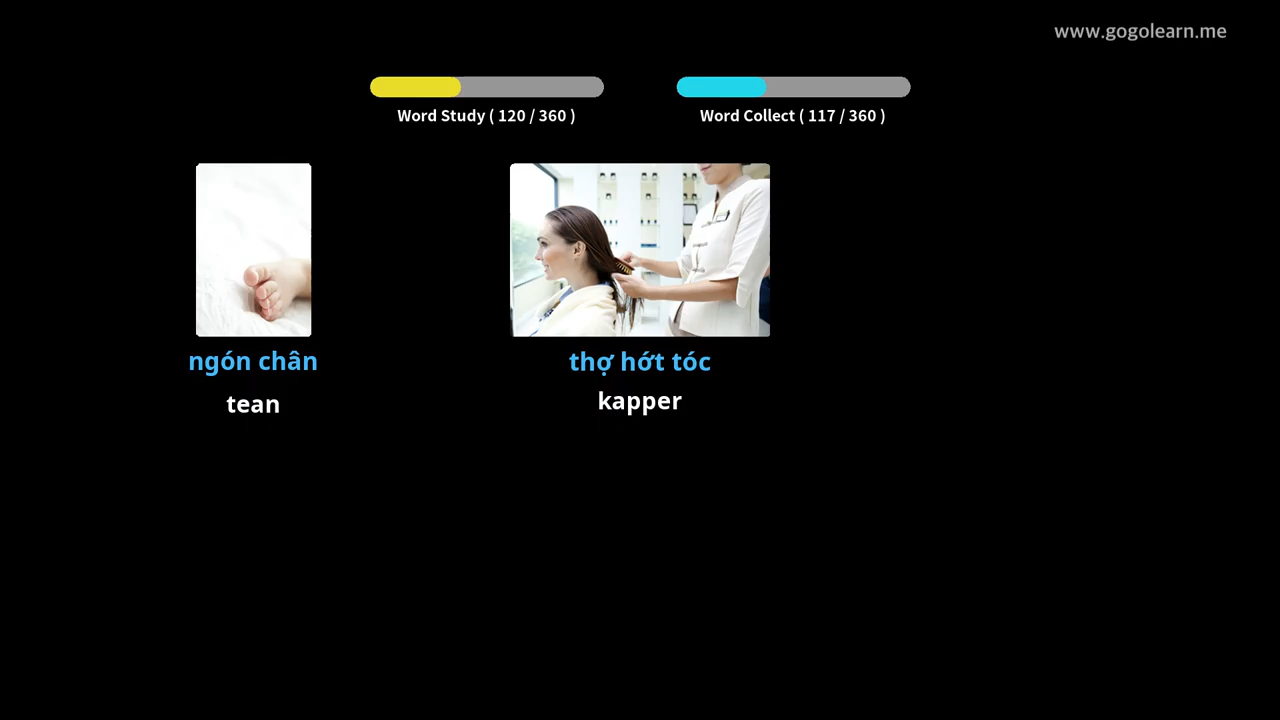 www.gogolearn.me
Word Study ( 120 / 360 )
Word Collect ( 117 / 360 )
ngón chân
tean
thợ hớt tóc
kapper